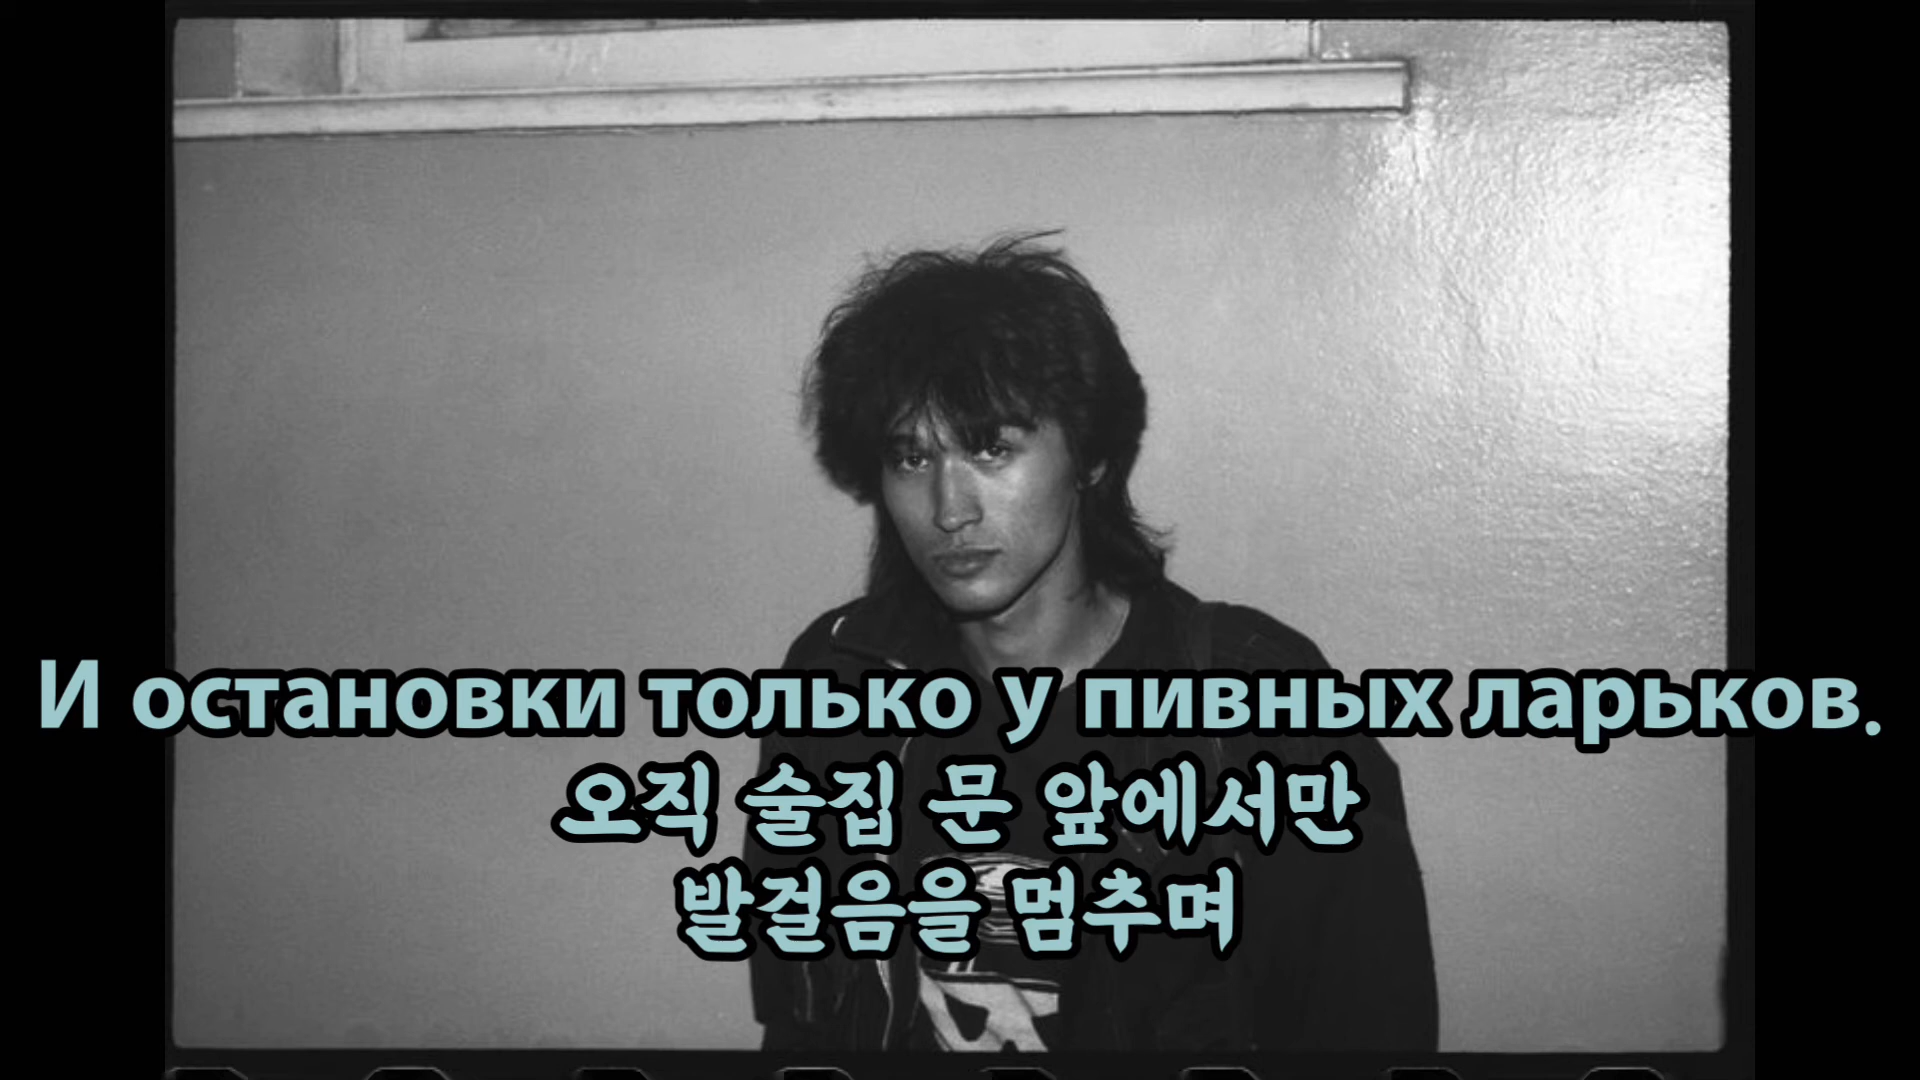 И остановки только у пивных ларьков.
오직 술집 문 앞에서만
발걸음을 멈추며